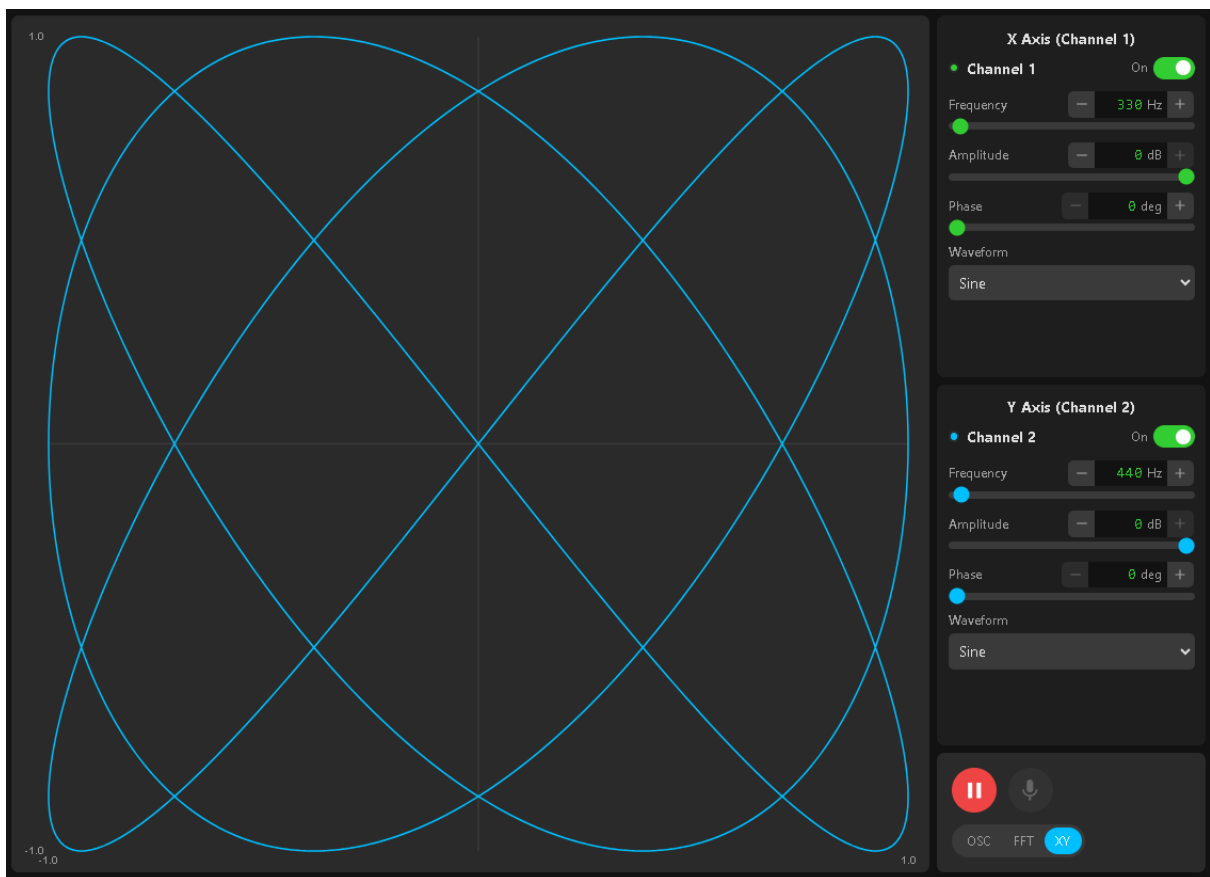 1.0
-1.0
-1.0
1.0
X Axis (Channel 1)
Channel 1 On
Frequency − 330 Hz +
Amplitude − 0 dB +
Phase − 0 deg +
Waveform
Sine
Y Axis (Channel 2)
Channel 2 On
Frequency − 440 Hz +
Amplitude − 0 dB +
Phase − 0 deg +
Waveform
Sine
OSC FFT XY